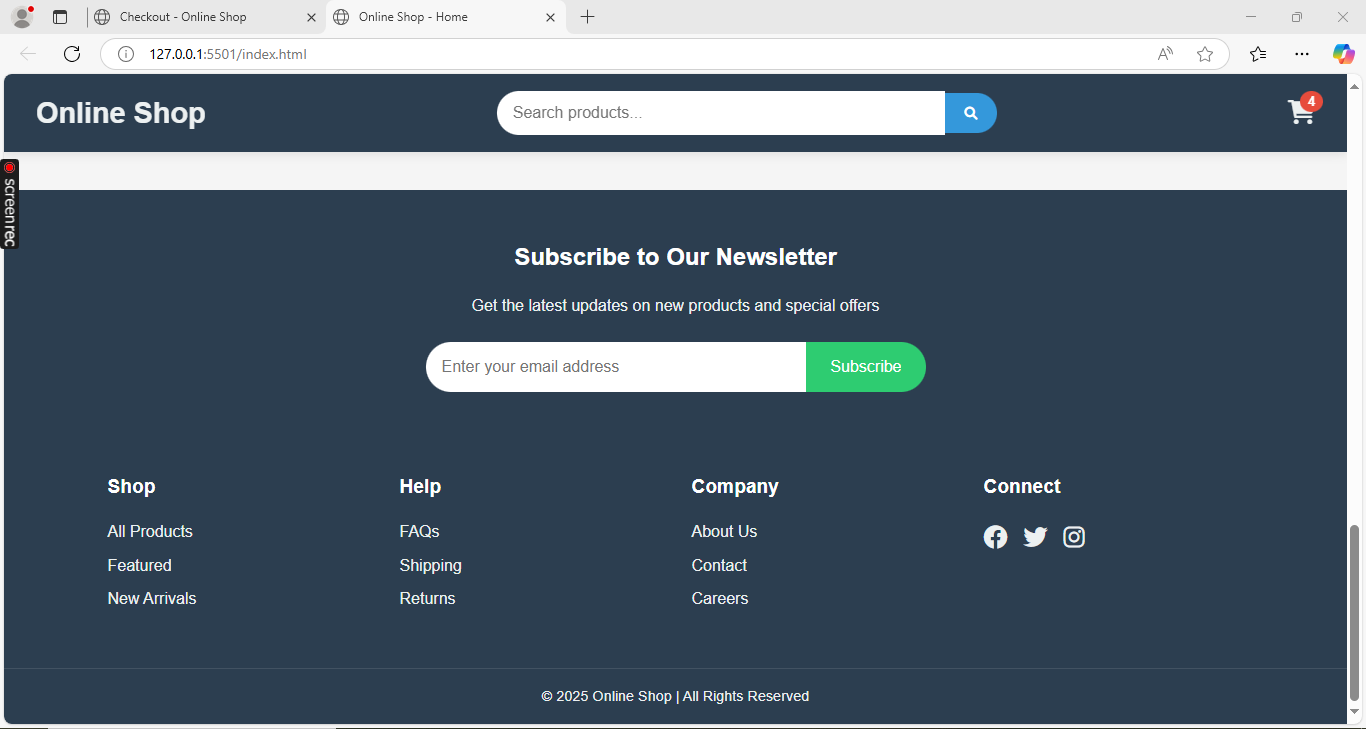 Checkout - Online Shop
Online Shop - Home
127.0.0.1:5501/index.html
Online Shop
Search products...
4
screenrec
Subscribe to Our Newsletter
Get the latest updates on new products and special offers
Enter your email address
Subscribe
Shop
All Products
Featured
New Arrivals
Help
FAQs
Shipping
Returns
Company
About Us
Contact
Careers
Connect
© 2025 Online Shop | All Rights Reserved